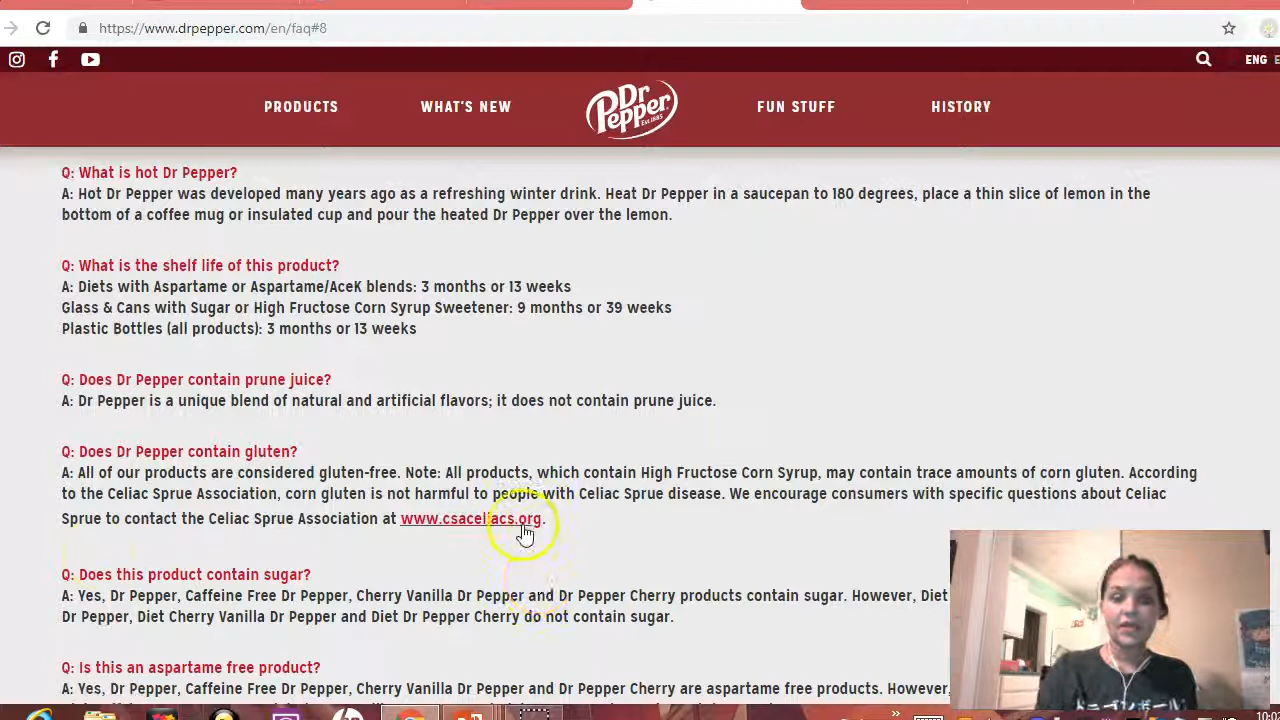 https://www.drpepper.com/en/faq#8
ENG
PRODUCTS
WHAT'S NEW
Dr Pepper Est. 1885
FUN STUFF
HISTORY
Q: What is hot Dr Pepper?
A: Hot Dr Pepper was developed many years ago as a refreshing winter drink. Heat Dr Pepper in a saucepan to 180 degrees, place a thin slice of lemon in the
bottom of a coffee mug or insulated cup and pour the heated Dr Pepper over the lemon.
Q: What is the shelf life of this product?
A: Diets with Aspartame or Aspartame/AceK blends: 3 months or 13 weeks
Glass & Cans with Sugar or High Fructose Corn Syrup Sweetener: 9 months or 39 weeks
Plastic Bottles (all products): 3 months or 13 weeks
Q: Does Dr Pepper contain prune juice?
A: Dr Pepper is a unique blend of natural and artificial flavors; it does not contain prune juice.
Q: Does Dr Pepper contain gluten?
A: All of our products are considered gluten-free. Note: All products, which contain High Fructose Corn Syrup, may contain trace amounts of corn gluten. According
to the Celiac Sprue Association, corn gluten is not harmful to people with Celiac Sprue disease. We encourage consumers with specific questions about Celiac
Sprue to contact the Celiac Sprue Association at www.csaceliacs.org.
Q: Does this product contain sugar?
A: Yes, Dr Pepper, Caffeine Free Dr Pepper, Cherry Vanilla Dr Pepper and Dr Pepper Cherry products contain sugar. However, Diet
Dr Pepper, Diet Cherry Vanilla Dr Pepper and Diet Dr Pepper Cherry do not contain sugar.
Q: Is this an aspartame free product?
A: Yes, Dr Pepper, Caffeine Free Dr Pepper, Cherry Vanilla Dr Pepper and Dr Pepper Cherry are aspartame free products. However,